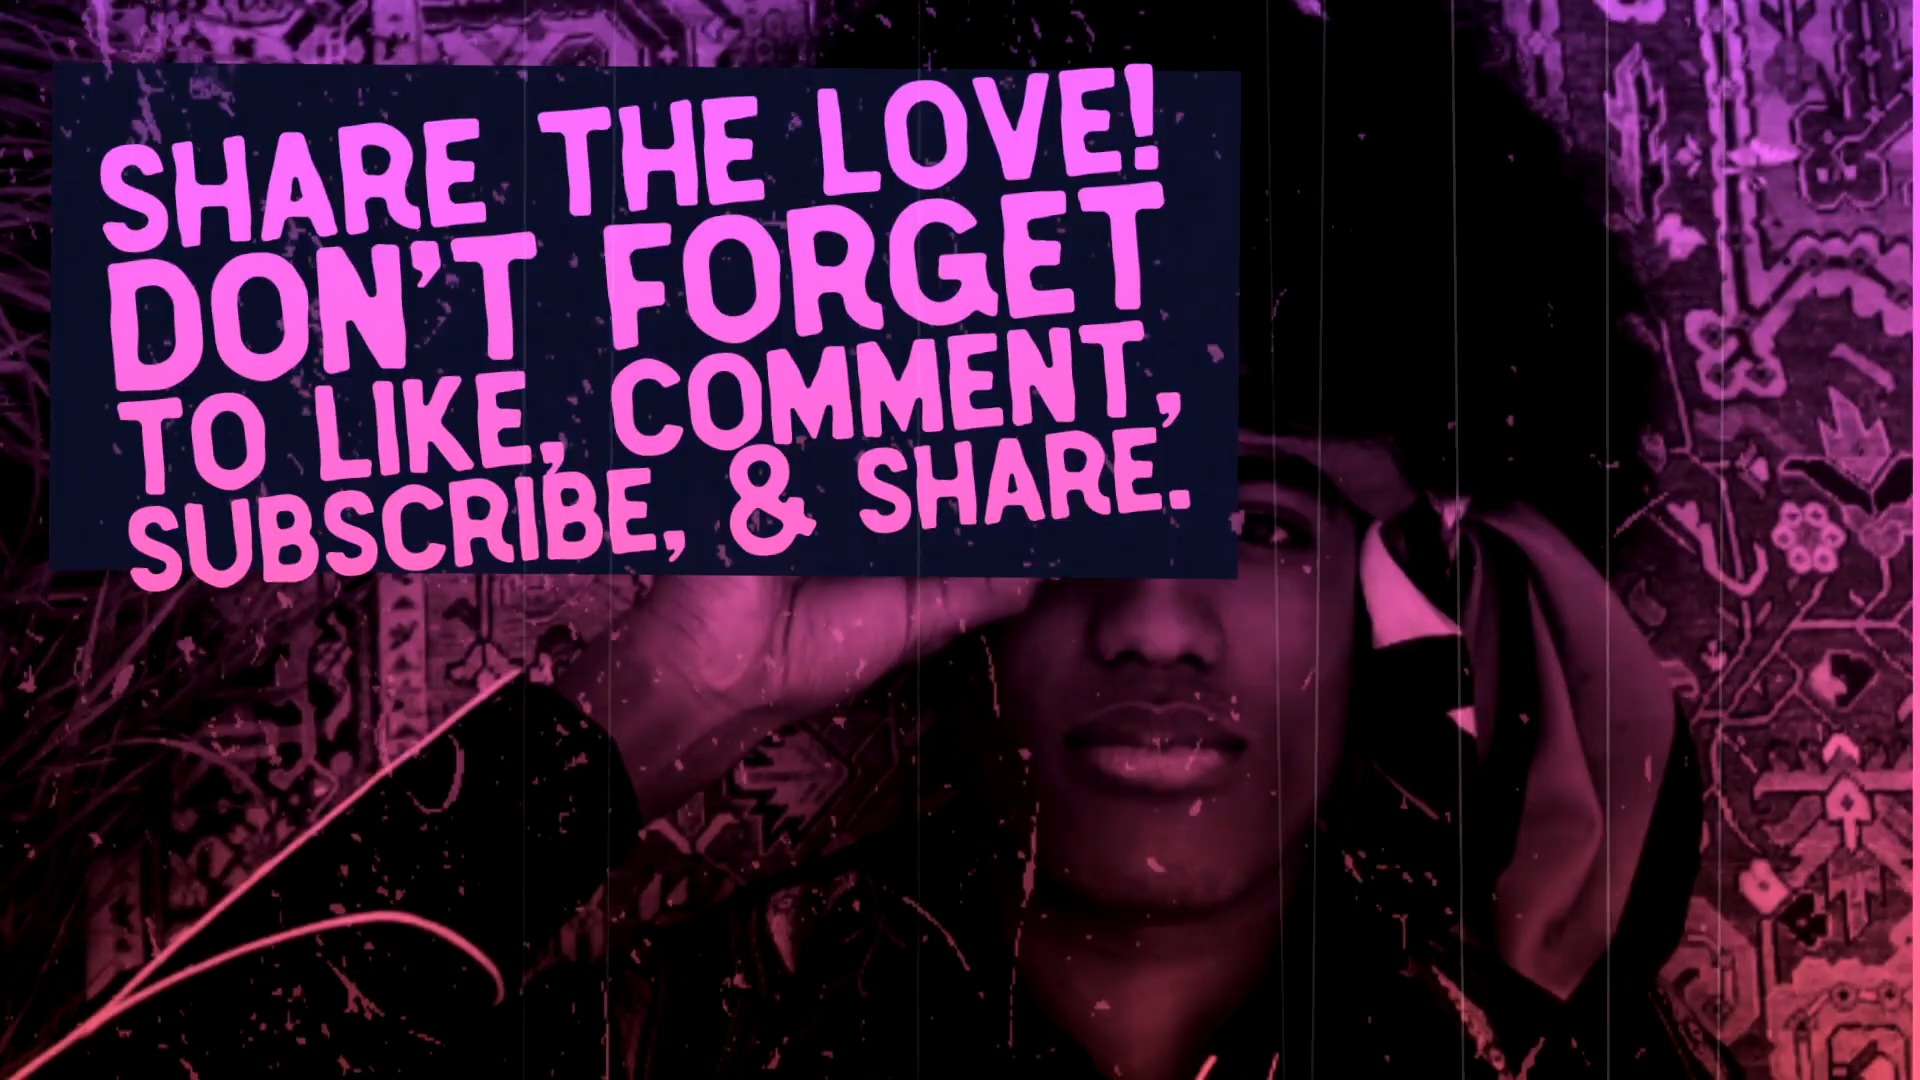 SHARE THE LOVE!
DON'T FORGET
TO LIKE, COMMENT,
SUBSCRIBE, & SHARE.